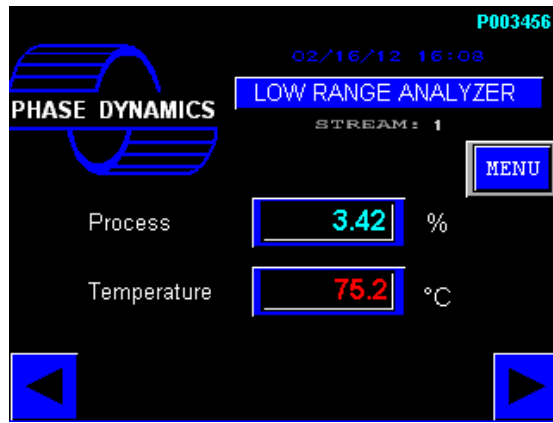 P003456
02/16/12 16:08
LOW RANGE ANALYZER
PHASE DYNAMICS
STREAM: 1
MENU
Process 3.42 %
Temperature 75.2 °C